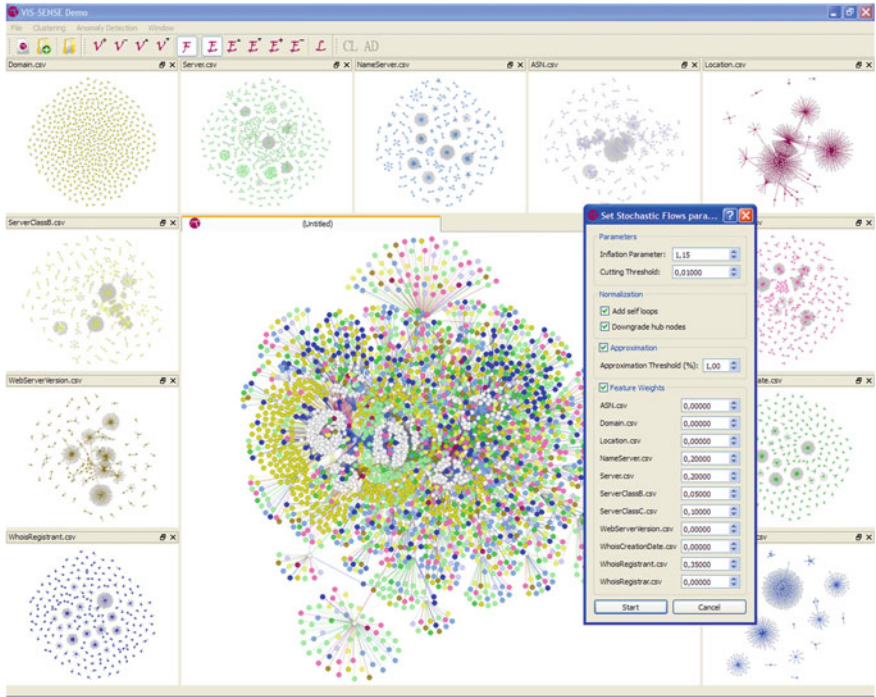 VIS-SENSE Demo
File Clustering Anomaly Detection Window
V+ V- V^ V* F E E^ E* E+ E- L CL AD
Domain.csv
Server.csv
NameServer.csv
ASN.csv
Location.csv
ServerClassB.csv
(Untitled)
Set Stochastic Flows para...
Parameters
Inflation Parameter: 1,15
Cutting Threshold: 0,01000
Normalization
Add self loops
Downgrade hub nodes
Approximation
Approximation Threshold (%): 1,00
Feature Weights
ASN.csv 0,00000
Domain.csv 0,00000
Location.csv 0,00000
NameServer.csv 0,20000
Server.csv 0,20000
ServerClassB.csv 0,05000
ServerClassC.csv 0,10000
WebServerVersion.csv 0,00000
WhoisCreationDate.csv 0,00000
WhoisRegistrant.csv 0,35000
WhoisRegistrar.csv 0,00000
Start
Cancel
WebServerVersion.csv
ate.csv
WhoisRegistrant.csv
sv